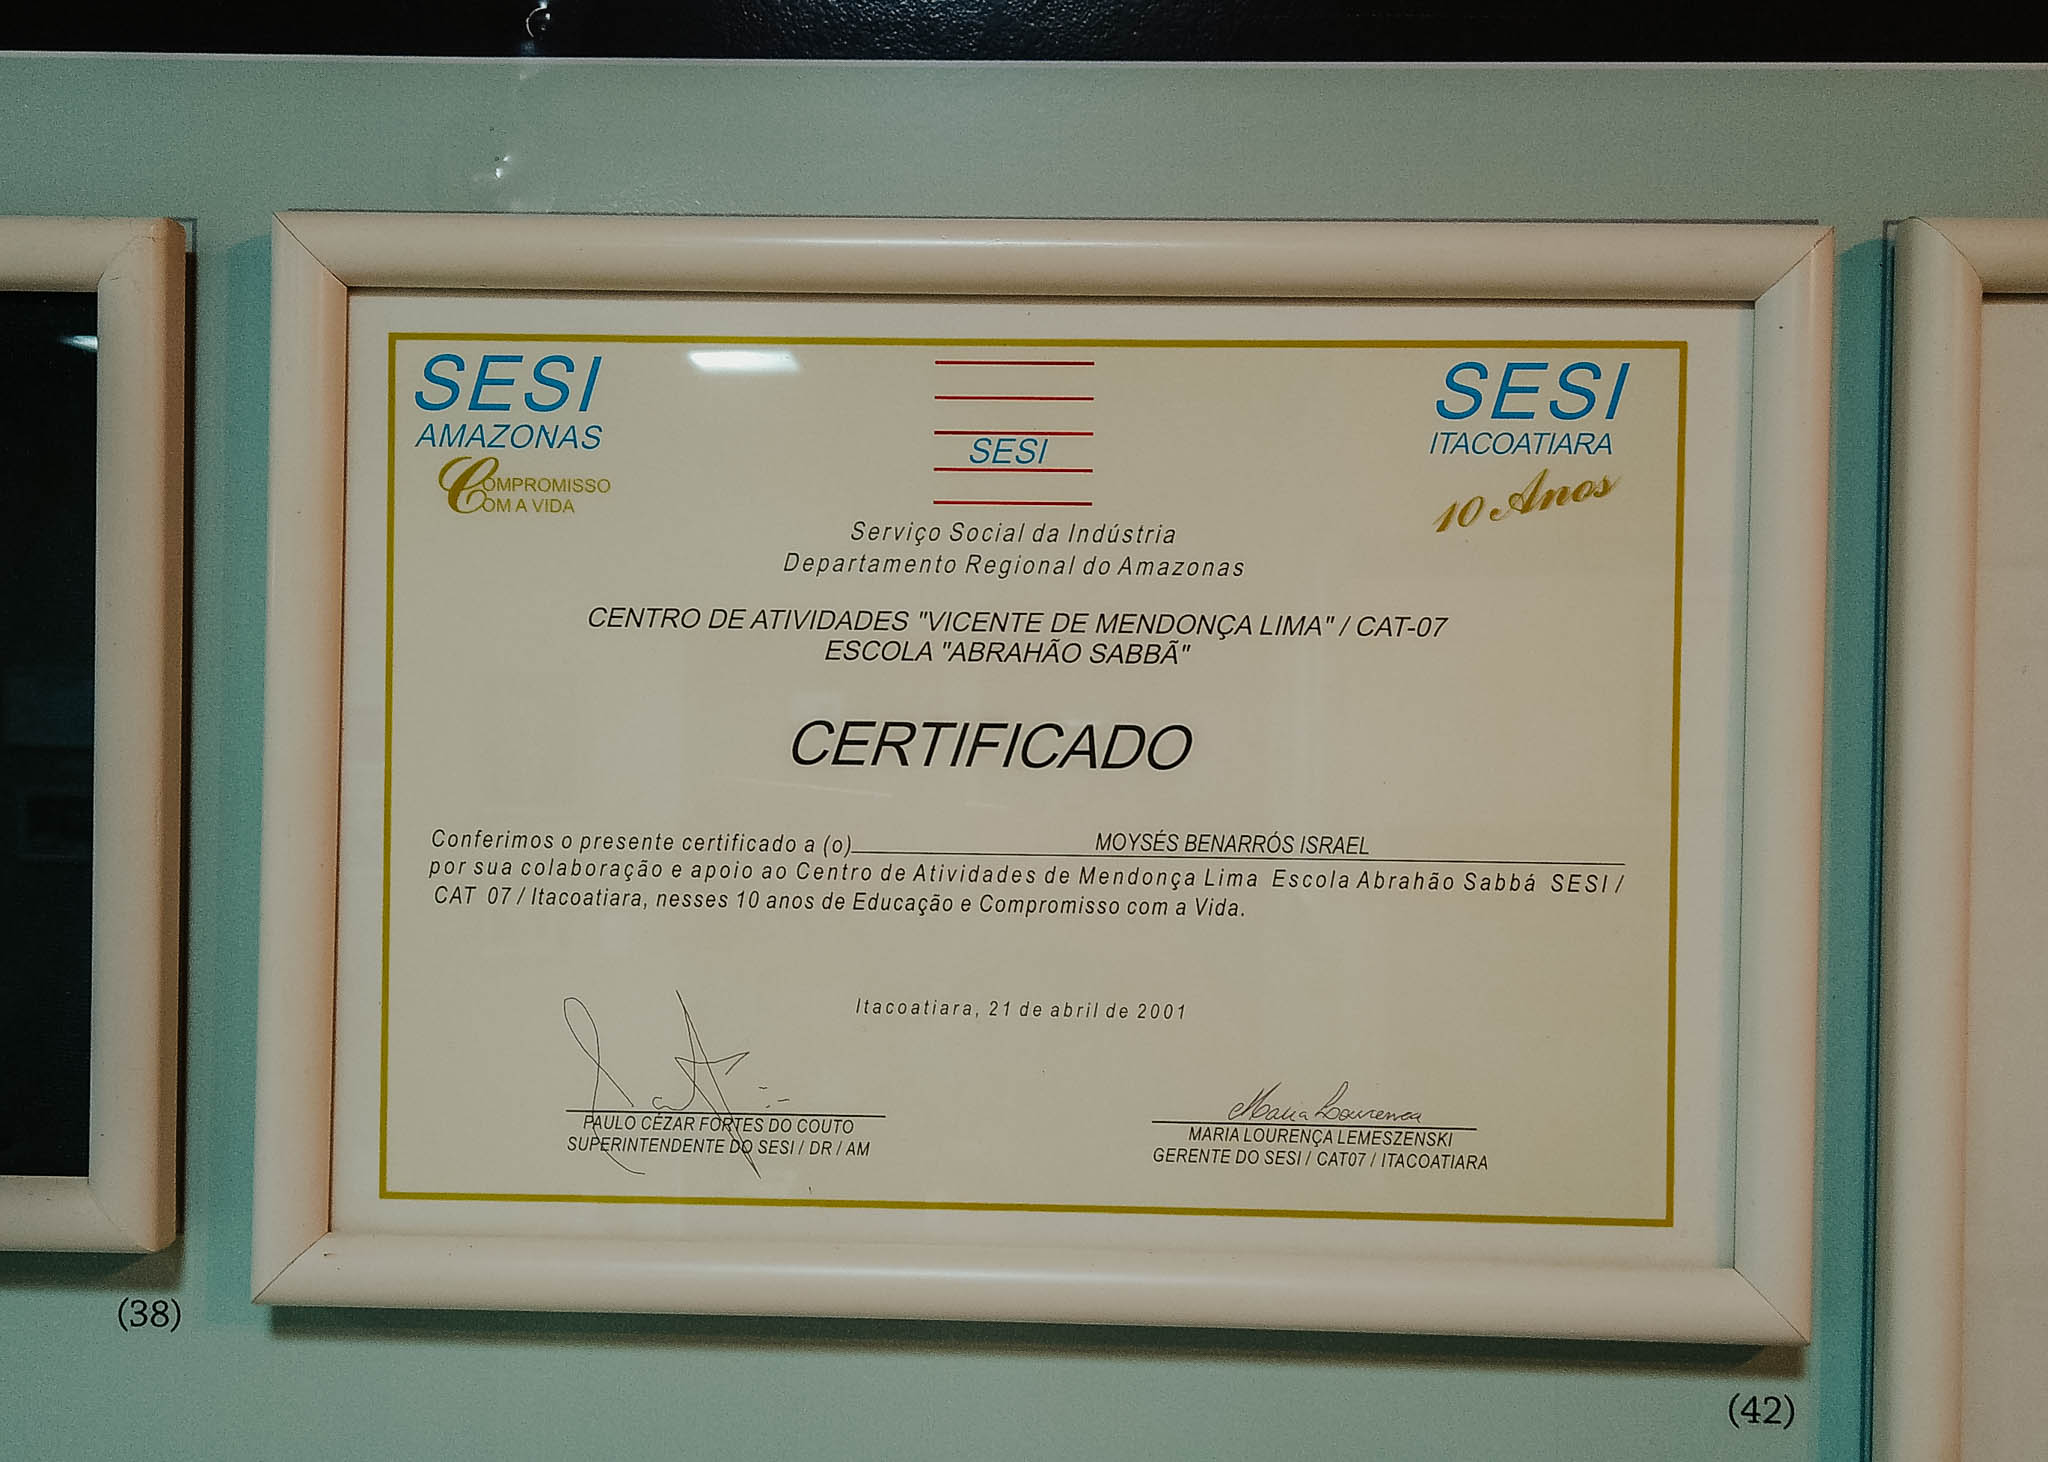 SESI
AMAZONAS
COMPROMISSO
COM A VIDA
SESI
SESI
ITACOATIARA
10 Anos
Serviço Social da Indústria
Departamento Regional do Amazonas
CENTRO DE ATIVIDADES "VICENTE DE MENDONÇA LIMA" / CAT-07
ESCOLA "ABRAHÃO SABBÃ"
CERTIFICADO
Conferimos o presente certificado a (o) MOYSÉS BENARRÓS ISRAEL
por sua colaboração e apoio ao Centro de Atividades de Mendonça Lima Escola Abrahão Sabbá SESI /
CAT 07 / Itacoatiara, nesses 10 anos de Educação e Compromisso com a Vida.
Itacoatiara, 21 de abril de 2001
PAULO CÉZAR FORTES DO COUTO
SUPERINTENDENTE DO SESI / DR / AM
Maria Lourença
MARIA LOURENÇA LEMESZENSKI
GERENTE DO SESI / CAT07 / ITACOATIARA
(38)
(42)